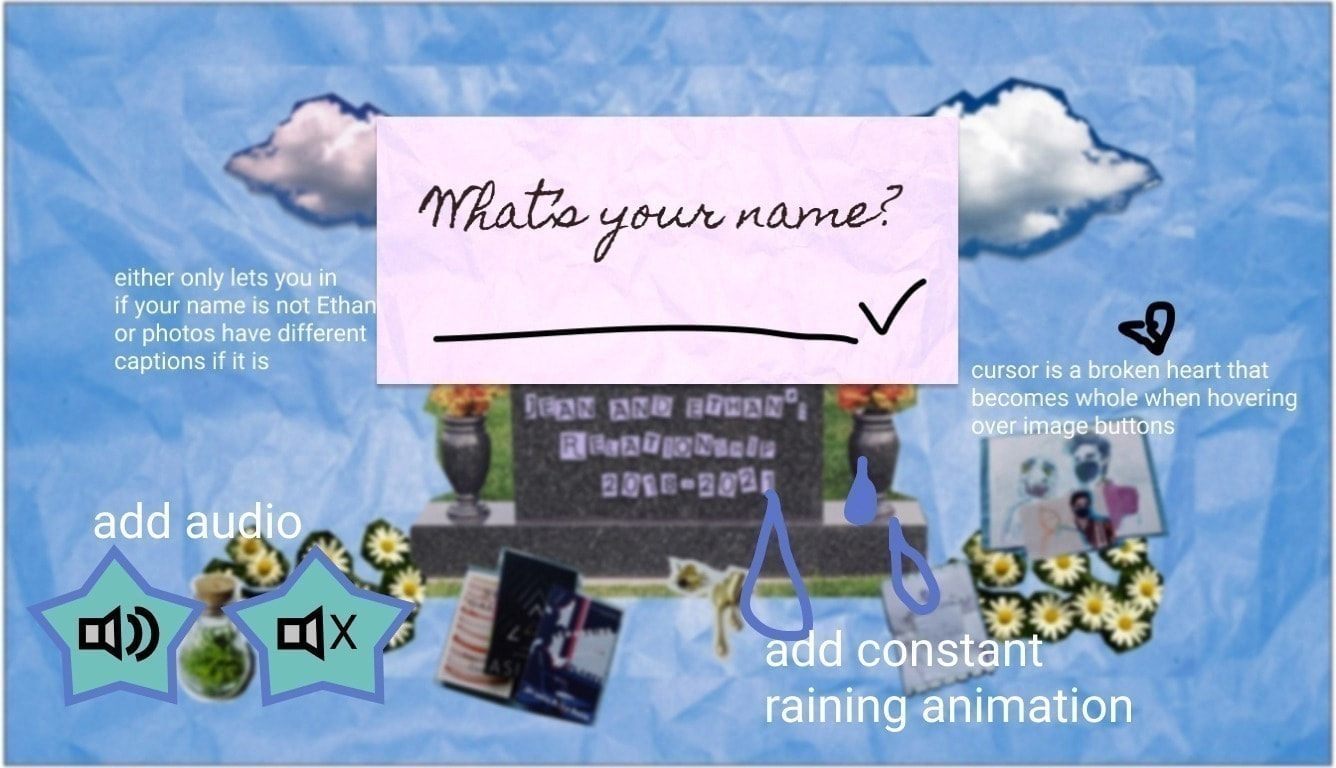 What's your name?
either only lets you in
if your name is not Ethan
or photos have different
captions if it is
cursor is a broken heart that
becomes whole when hovering
over image buttons
JEAN AND ETHAN'S
RELATIONSHIP
2018-2021
add audio
X
add constant
raining animation